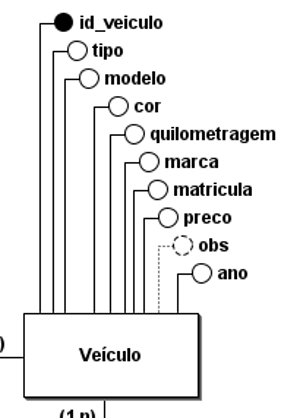 id_veiculo
tipo
modelo
cor
quilometragem
marca
matricula
preco
obs
ano
)
Veículo
(1,n)